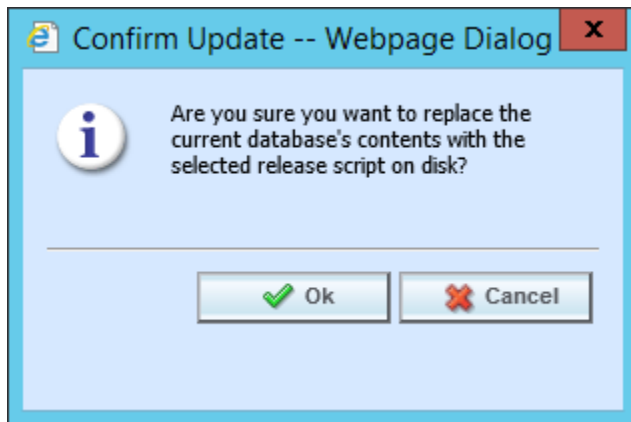 Confirm Update -- Webpage Dialog
x
Are you sure you want to replace the
current database's contents with the
selected release script on disk?
Ok
Cancel